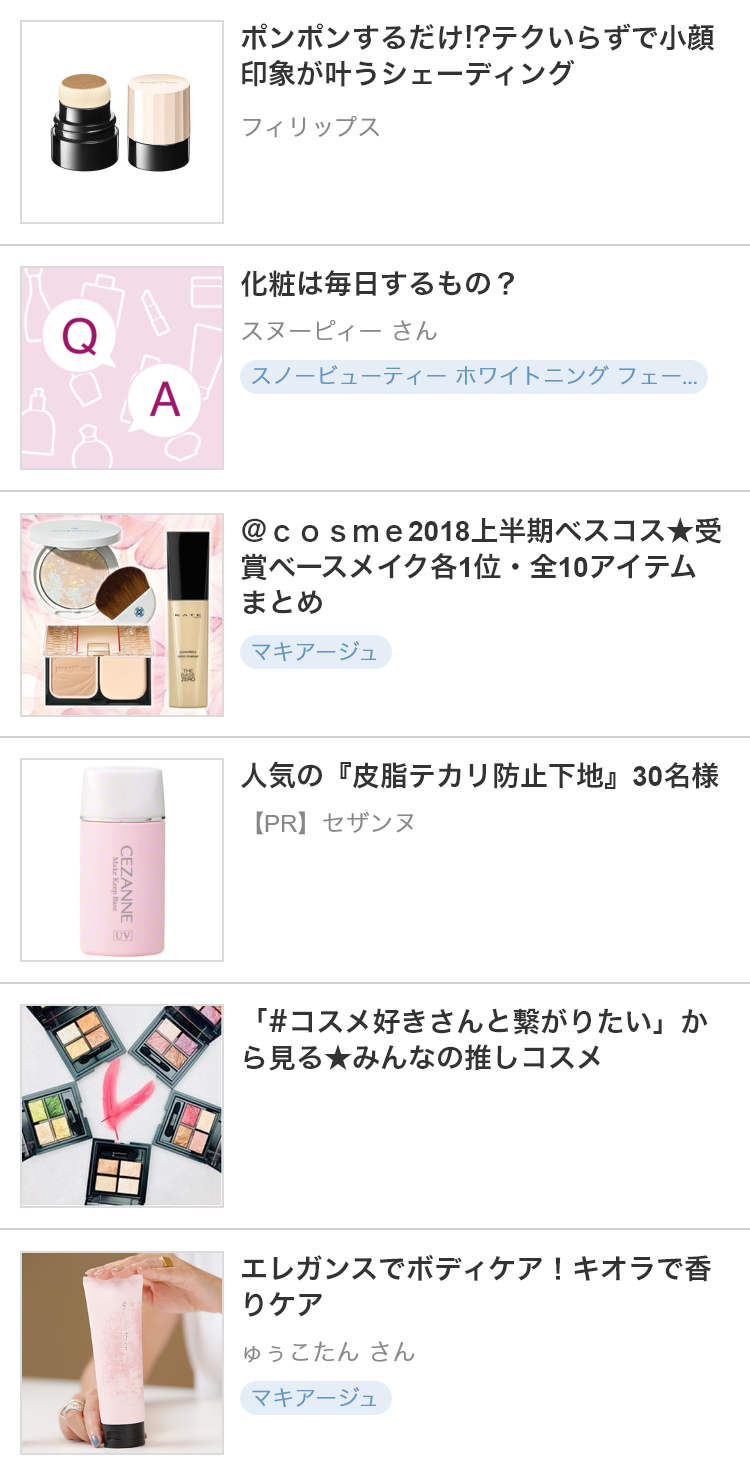 ポンポンするだけ!?テクいらずで小顔
印象が叶うシェーディング
フィリップス
Q
A
化粧は毎日するもの？
スヌーピィー さん
スノービューティー ホワイトニング フェー...
KATE
powdery
skin maker
THE
BASE
ZERO
＠ｃｏｓｍｅ2018上半期ベスコス★受
賞ベースメイク各1位・全10アイテム
まとめ
マキアージュ
CEZANNE
Make Keep Base
UV
人気の『皮脂テカリ防止下地』30名様
【PR】セザンヌ
「#コスメ好きさんと繋がりたい」か
ら見る★みんなの推しコスメ
エレガンスでボディケア！キオラで香
りケア
ゅぅこたん さん
マキアージュ